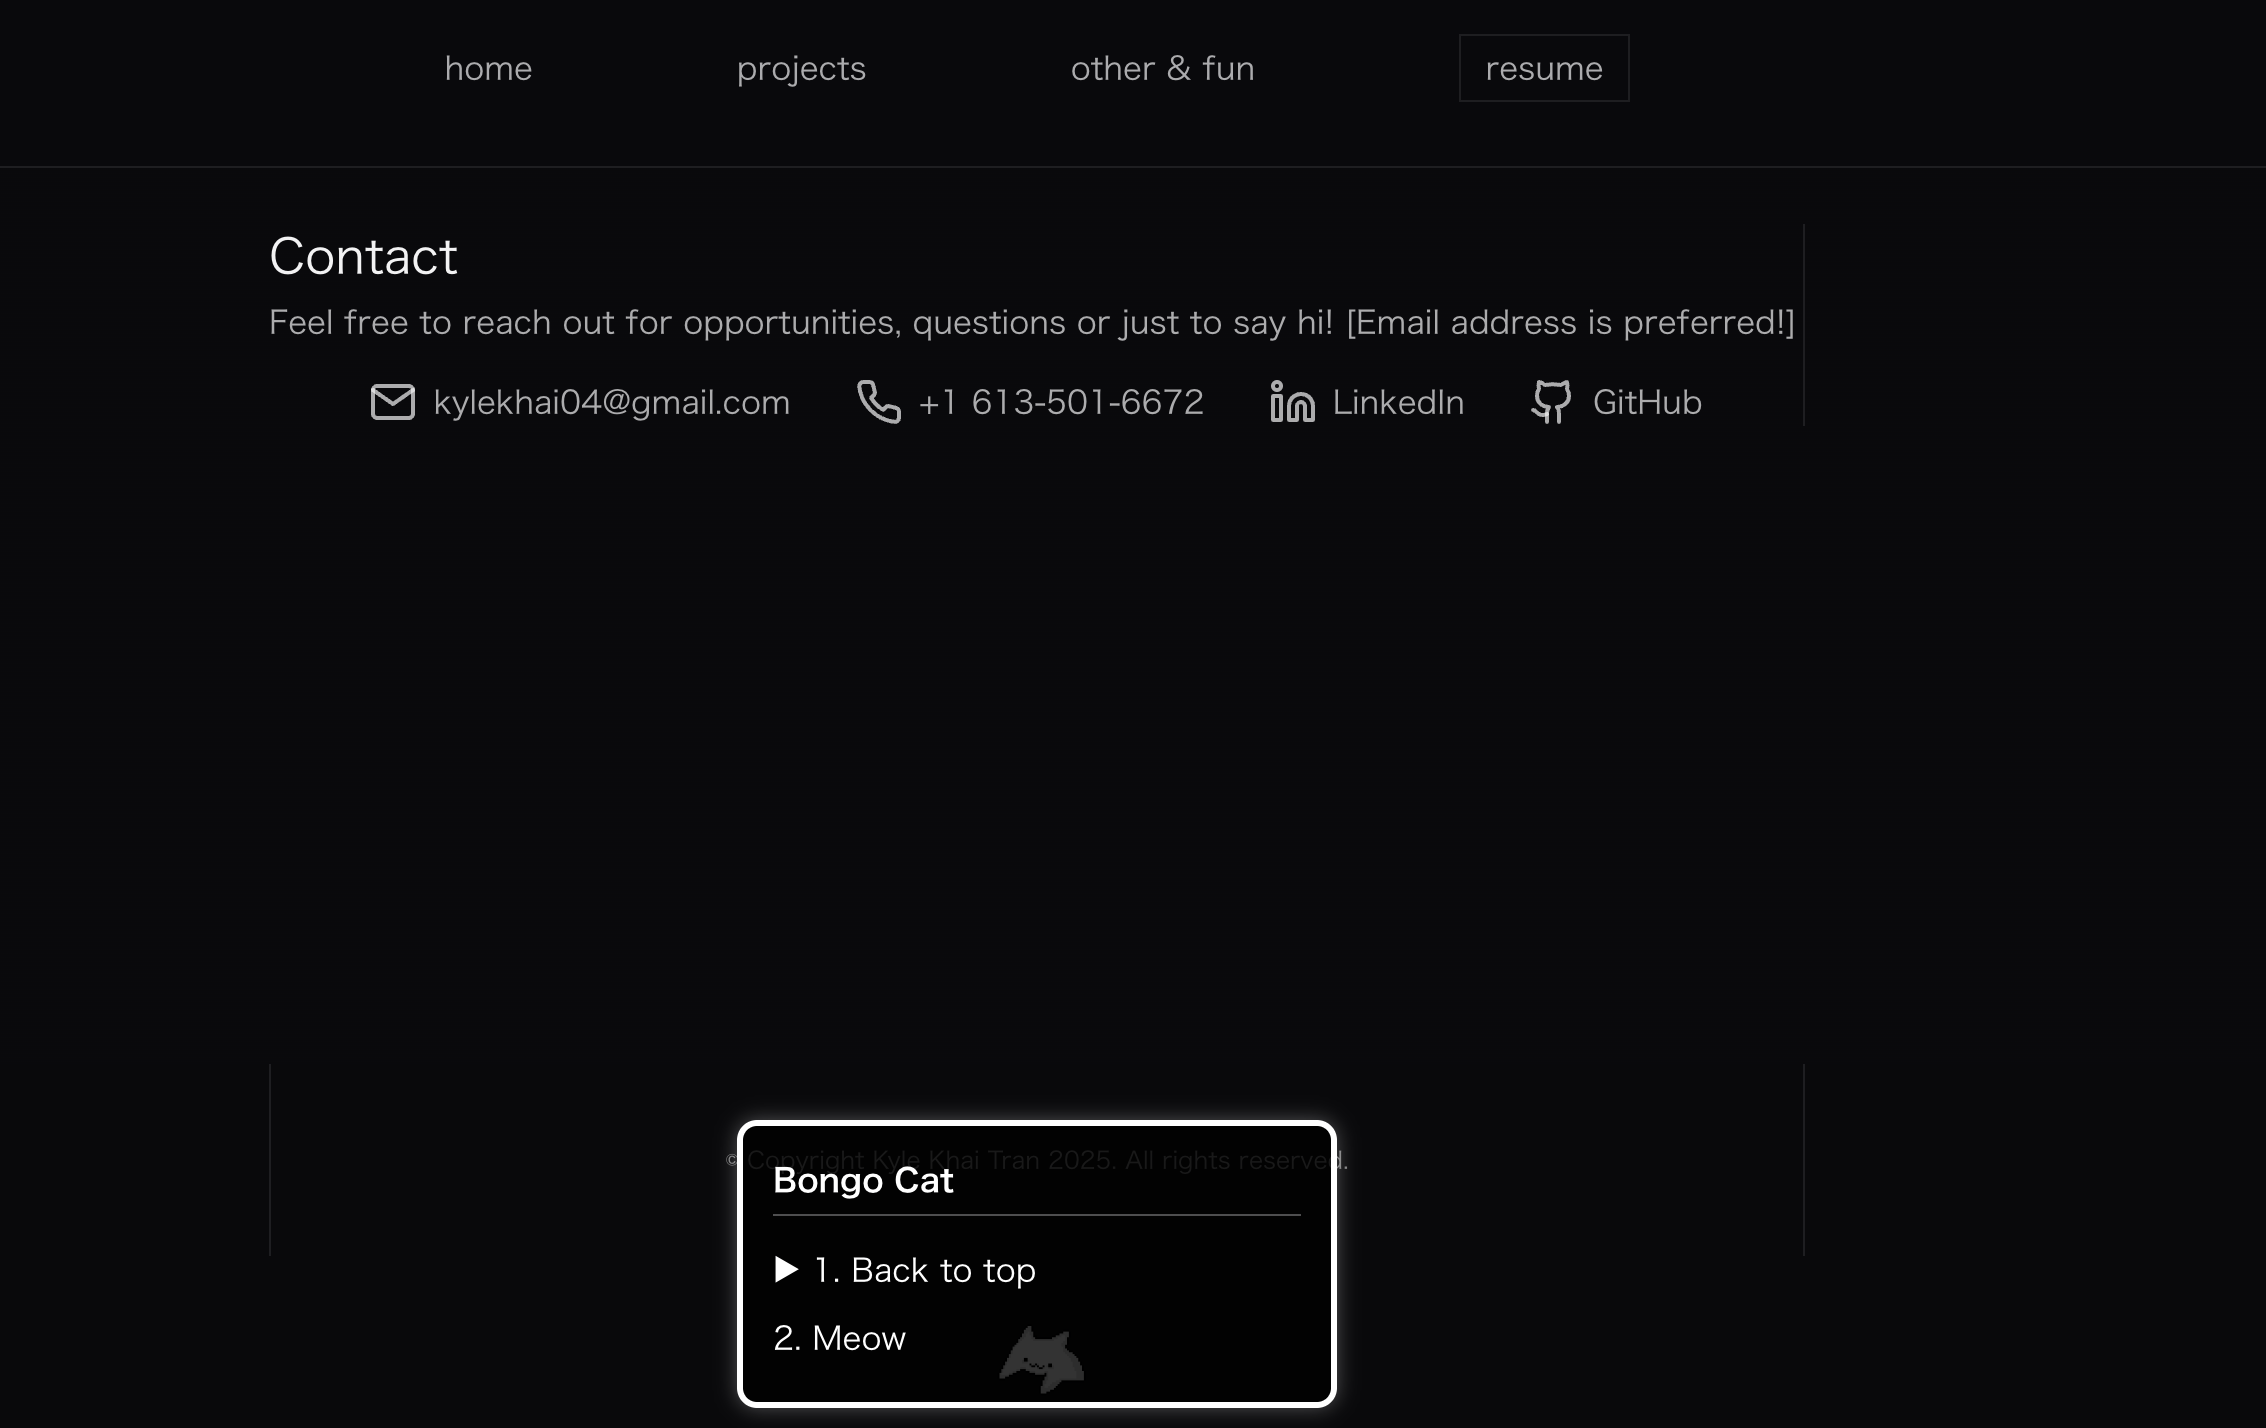 home projects other & fun resume
Contact
Feel free to reach out for opportunities, questions or just to say hi! [Email address is preferred!]
kylekhai04@gmail.com +1 613-501-6672 LinkedIn GitHub
© Copyright Kyle Khai Tran 2025. All rights reserved.
Bongo Cat
▶ 1. Back to top
2. Meow